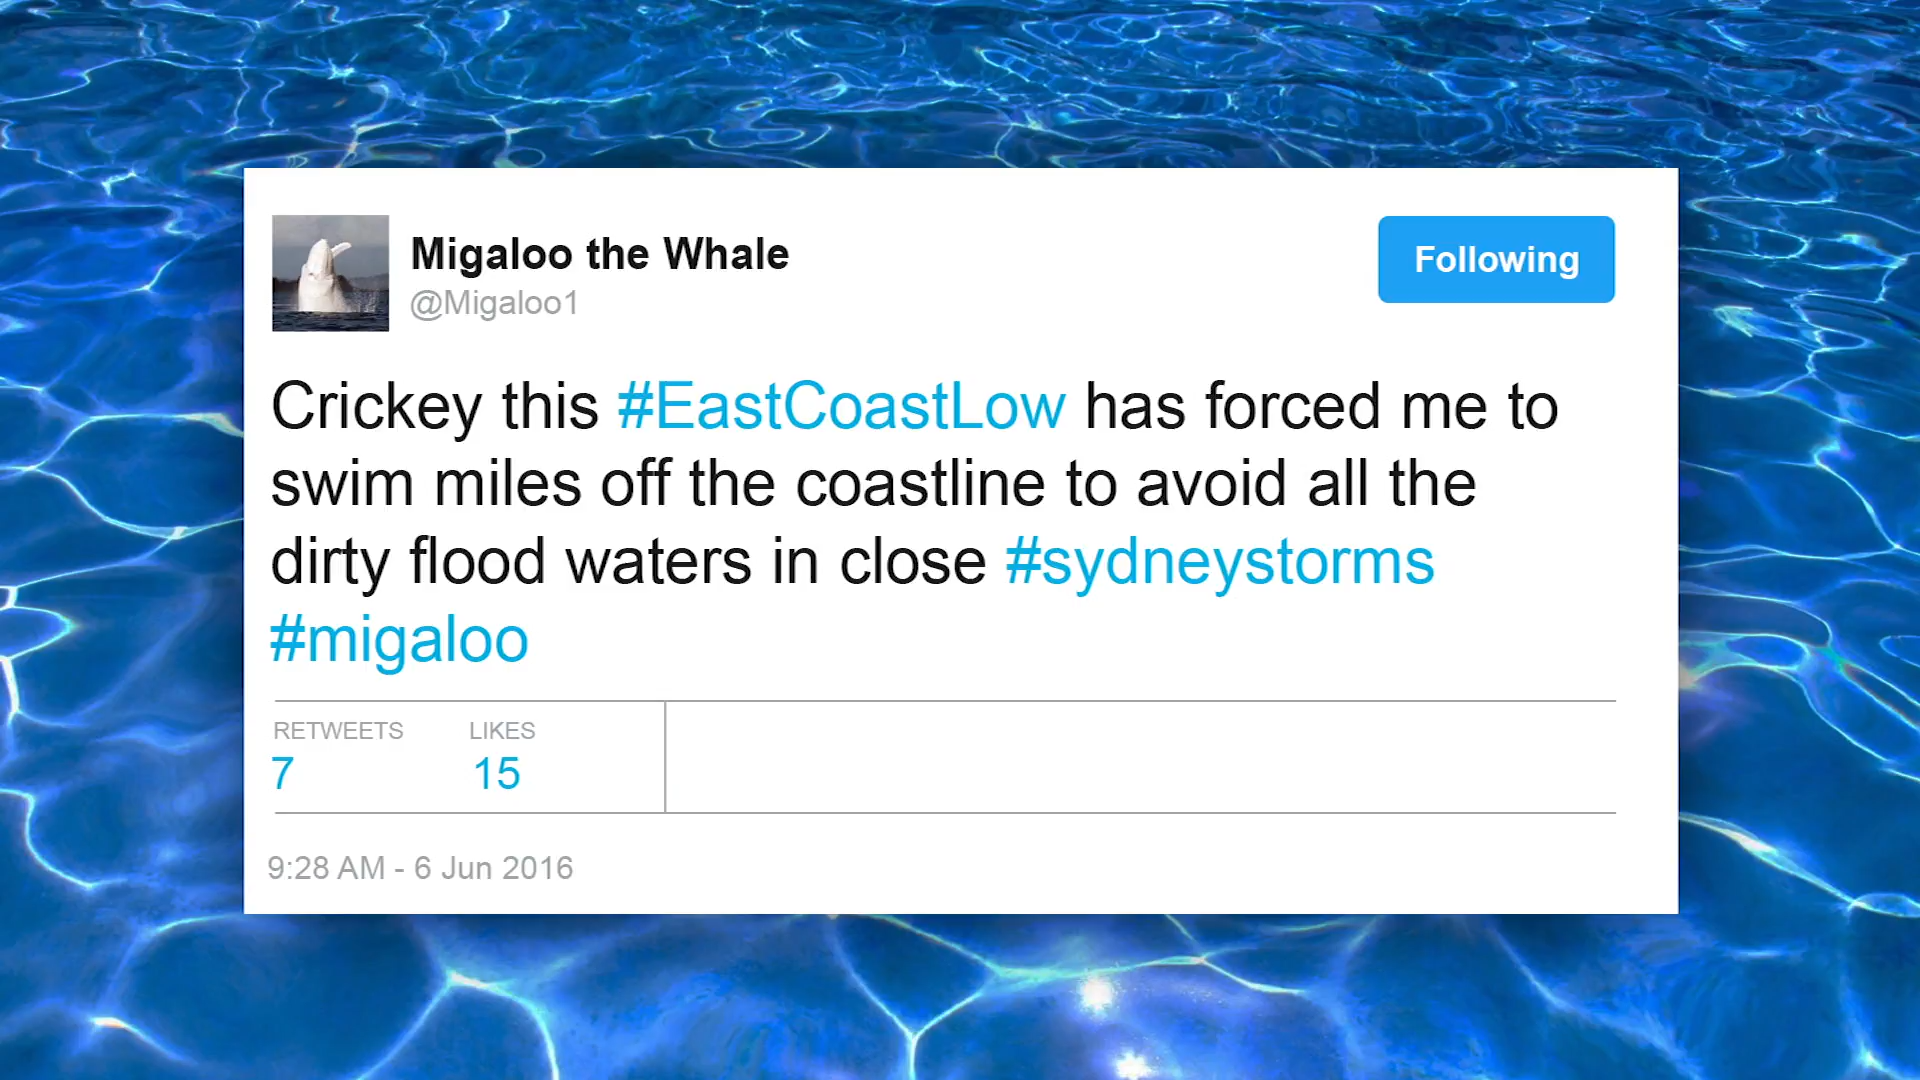 Migaloo the Whale
@Migaloo1
Following
Crickey this #EastCoastLow has forced me to
swim miles off the coastline to avoid all the
dirty flood waters in close #sydneystorms
#migaloo
RETWEETS LIKES
7 15
9:28 AM - 6 Jun 2016